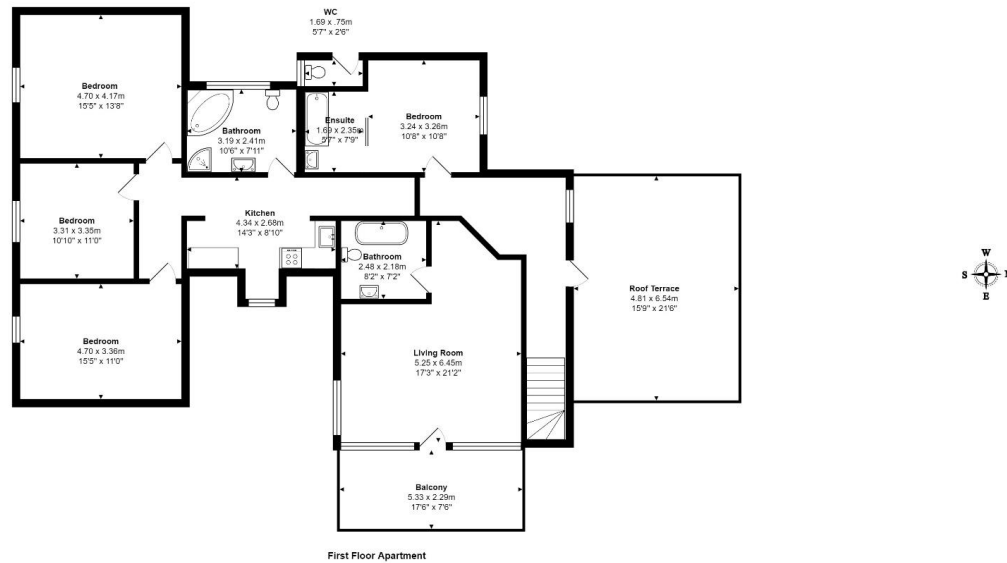 WC
1.69 x .75m
5'7" x 2'6"
Bedroom
4.70 x 4.17m
15'5" x 13'8"
Bathroom
3.19 x 2.41m
10'6" x 7'11"
Ensuite
1.69 x 2.35m
5'7" x 7'9"
Bedroom
3.24 x 3.26m
10'8" x 10'8"
Bedroom
3.31 x 3.35m
10'10" x 11'0"
Kitchen
4.34 x 2.68m
14'3" x 8'10"
Bathroom
2.48 x 2.18m
8'2" x 7'2"
Roof Terrace
4.81 x 6.54m
15'9" x 21'6"
W
S
E
Bedroom
4.70 x 3.36m
15'5" x 11'0"
Living Room
5.25 x 6.45m
17'3" x 21'2"
Balcony
5.33 x 2.29m
17'6" x 7'6"
First Floor Apartment